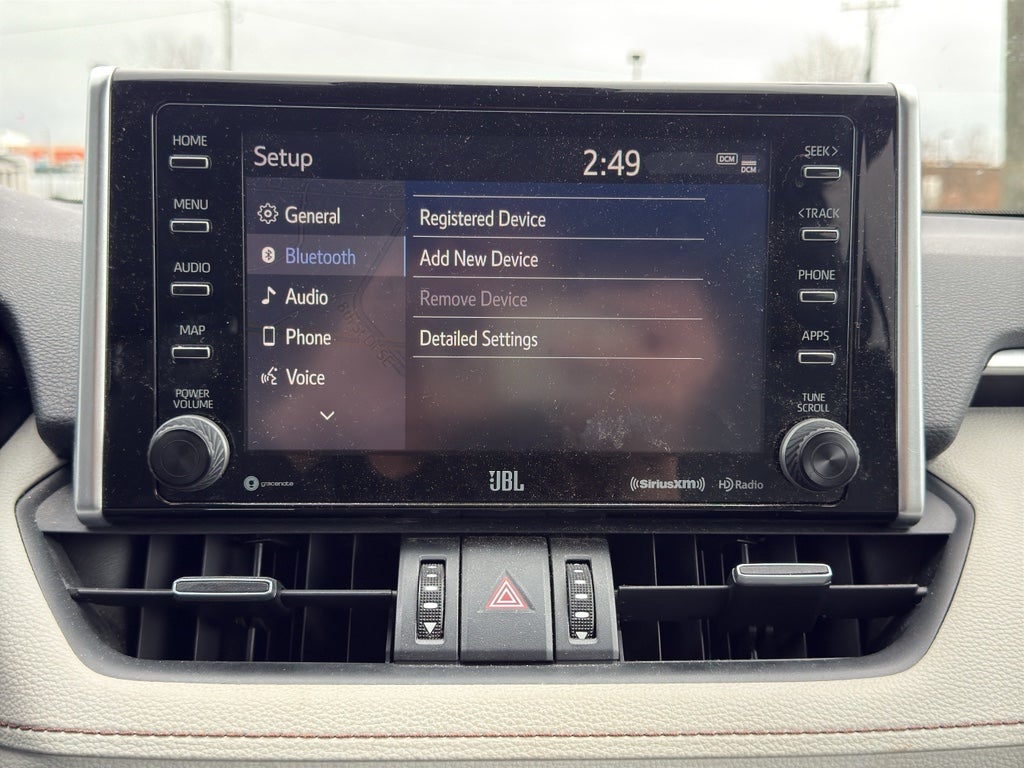 HOME
MENU
AUDIO
MAP
POWER
VOLUME
Setup
2:49
DCM
DCM
General
Bluetooth
Audio
Phone
Voice
Registered Device
Add New Device
Remove Device
Detailed Settings
SEEK>
<TRACK
PHONE
APPS
TUNE
SCROLL
gracenote
JBL
((SiriusXM))
HD Radio